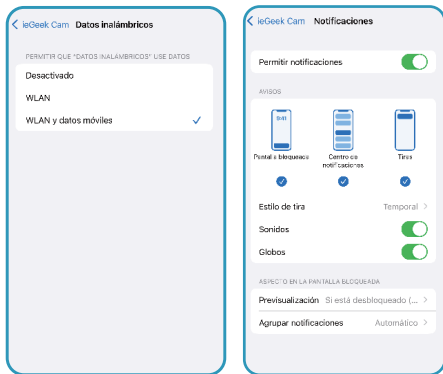 ieGeek Cam Datos inalámbricos
PERMITIR QUE "DATOS INALÁMBRICOS" USE DATOS
Desactivado
WLAN
WLAN y datos móviles
ieGeek Cam Notificaciones
Permitir notificaciones
AVISOS
9:41
Pantalla bloqueada
Centro de
notificaciones
Tiras
Estilo de tira Temporal
Sonidos
Globos
ASPECTO EN LA PANTALLA BLOQUEADA
Previsualización Si está desbloqueado (...
Agrupar notificaciones Automático